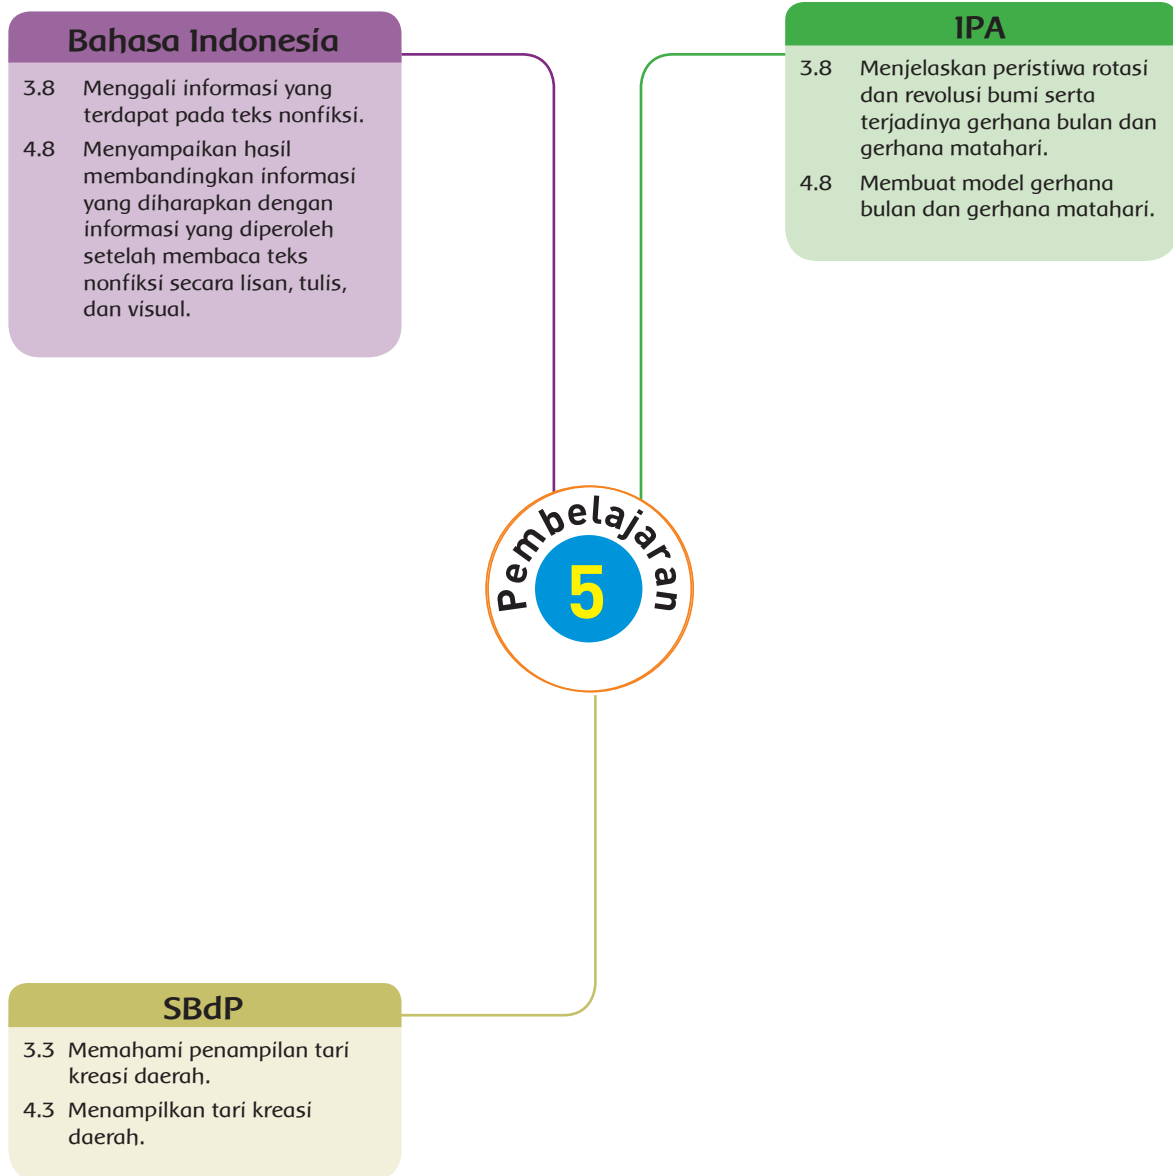 Bahasa Indonesia
3.8 Menggali informasi yang
terdapat pada teks nonfiksi.
4.8 Menyampaikan hasil
membandingkan informasi
yang diharapkan dengan
informasi yang diperoleh
setelah membaca teks
nonfiksi secara lisan, tulis,
dan visual.
IPA
3.8 Menjelaskan peristiwa rotasi
dan revolusi bumi serta
terjadinya gerhana bulan dan
gerhana matahari.
4.8 Membuat model gerhana
bulan dan gerhana matahari.
Pembelajaran
5
SBdP
3.3 Memahami penampilan tari
kreasi daerah.
4.3 Menampilkan tari kreasi
daerah.